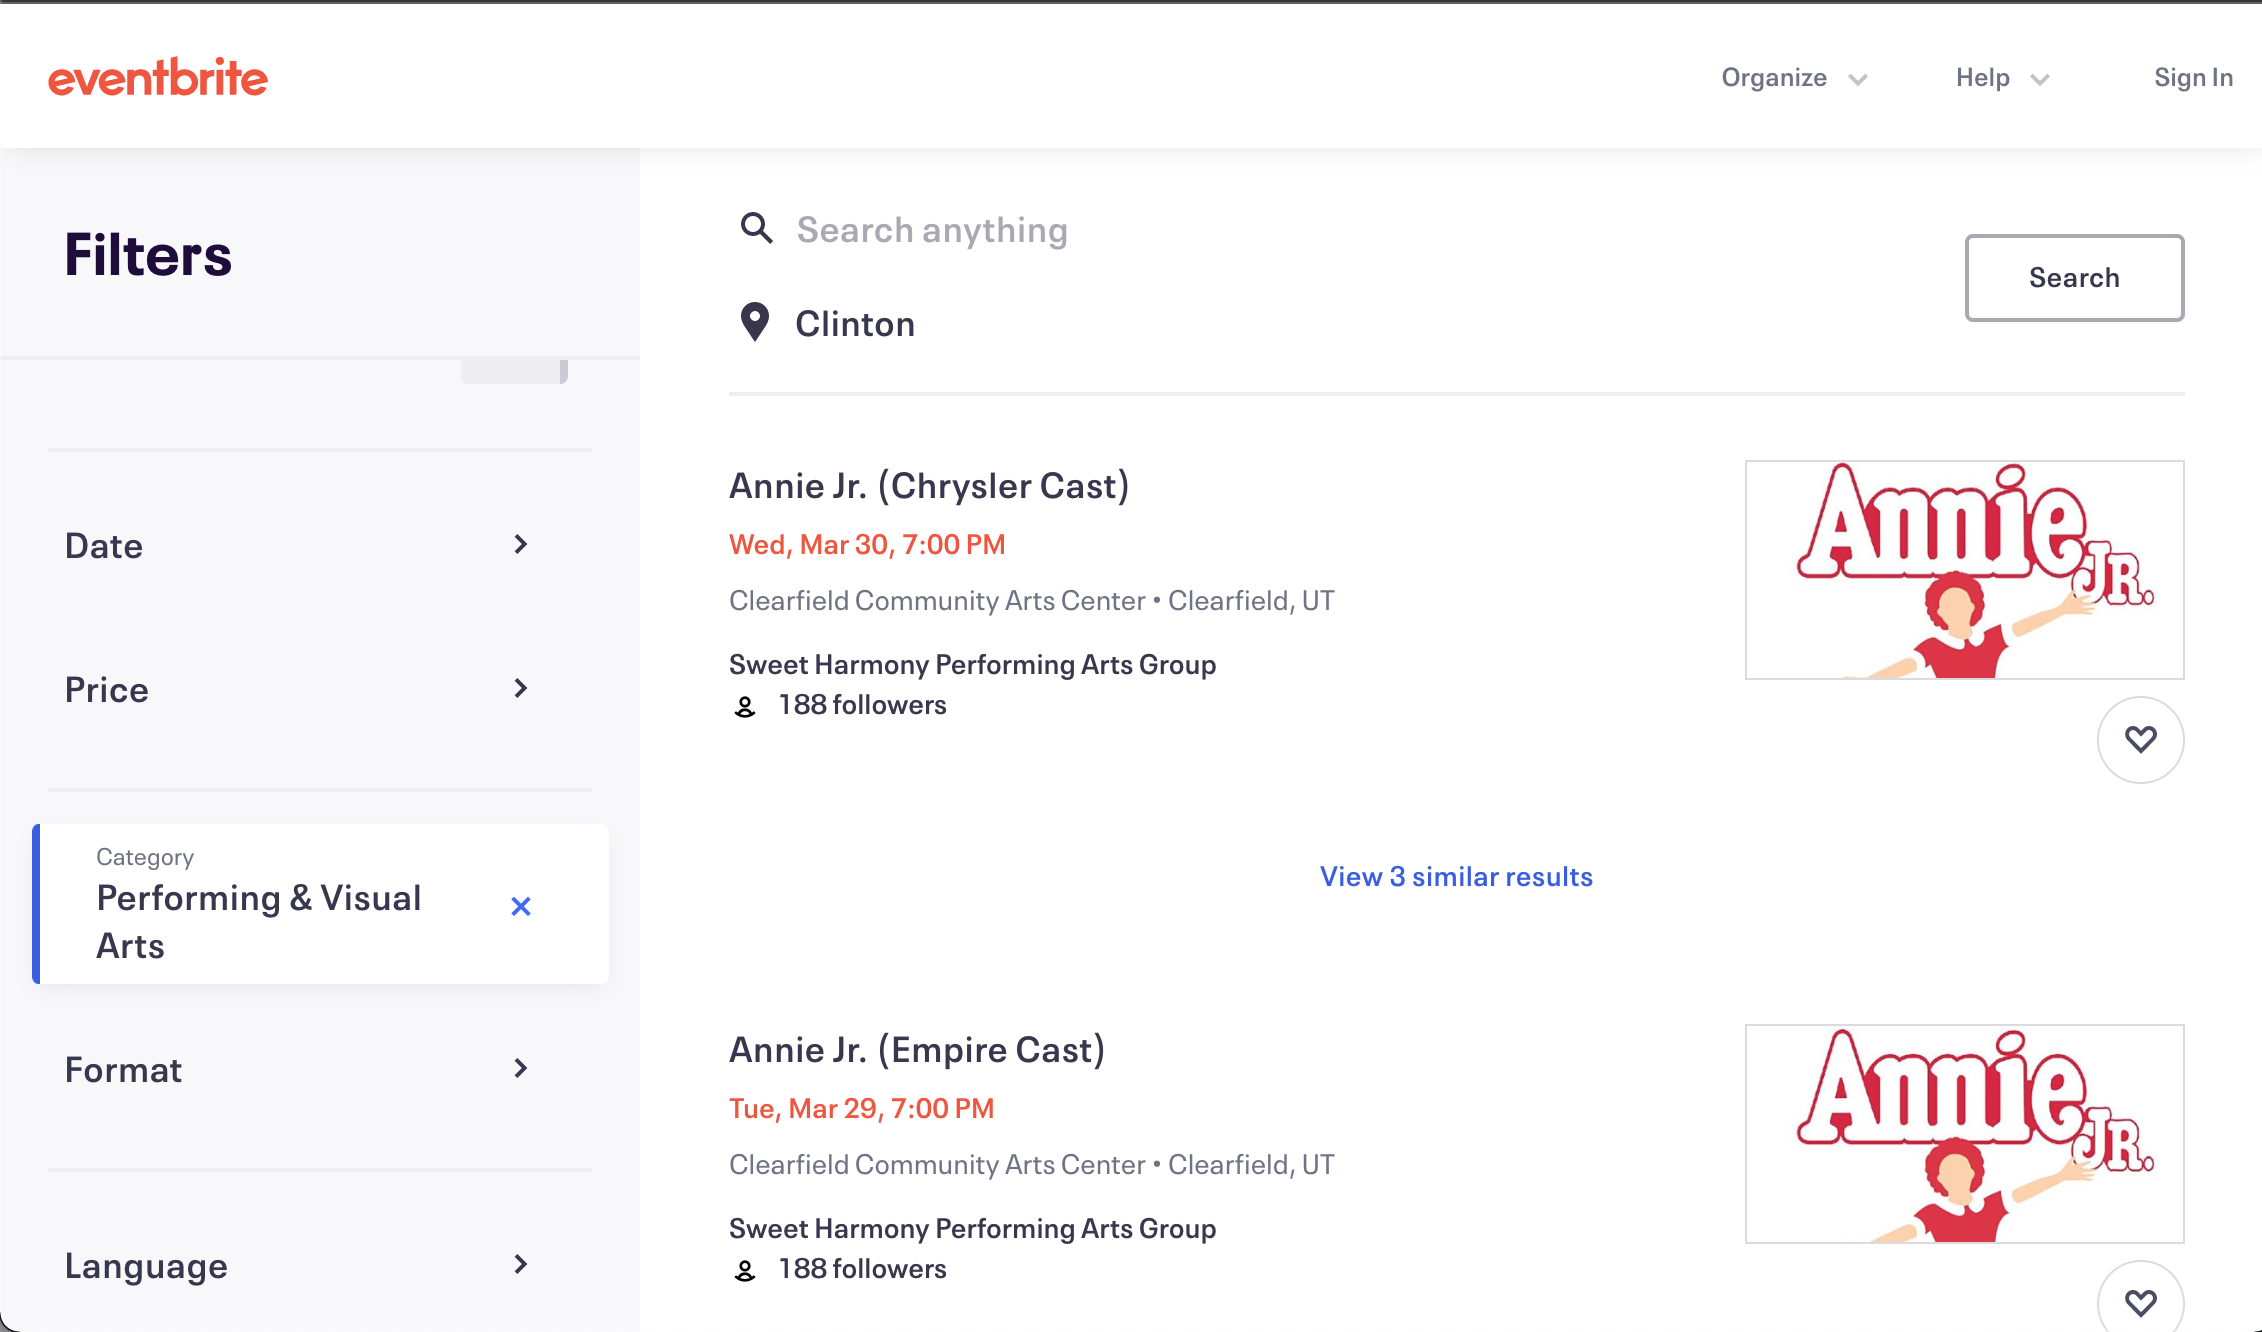 eventbrite
Organize
Help
Sign In
Filters
Date
Price
Category
Performing & Visual
Arts
Format
Language
Search anything
Clinton
Search
Annie Jr. (Chrysler Cast)
Wed, Mar 30, 7:00 PM
Clearfield Community Arts Center • Clearfield, UT
Sweet Harmony Performing Arts Group
188 followers
Annie
JR.
View 3 similar results
Annie Jr. (Empire Cast)
Tue, Mar 29, 7:00 PM
Clearfield Community Arts Center • Clearfield, UT
Sweet Harmony Performing Arts Group
188 followers
Annie
JR.